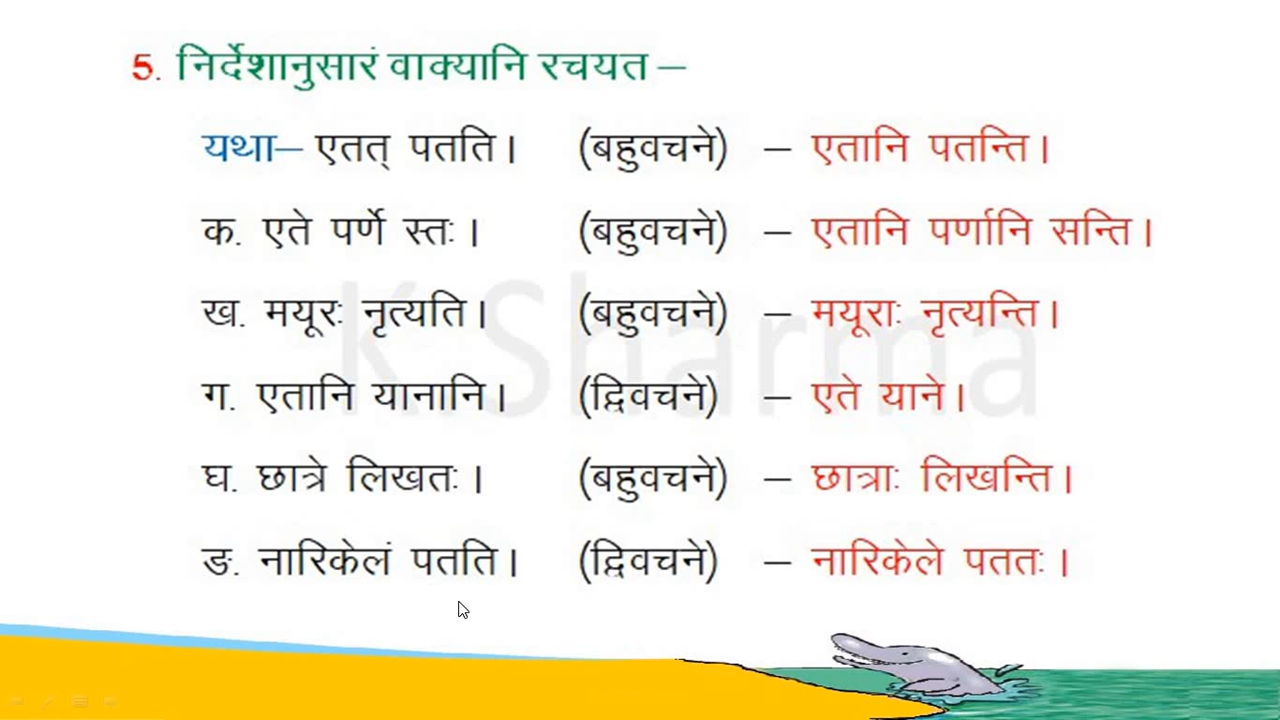 5. निर्देशानुसारं वाक्यानि रचयत –
यथा– एतत् पतति। (बहुवचने) – एतानि पतन्ति।
क. एते पर्णे स्तः। (बहुवचने) – एतानि पर्णानि सन्ति।
ख. मयूरः नृत्यति। (बहुवचने) – मयूराः नृत्यन्ति।
ग. एतानि यानानि। (द्विवचने) – एते याने।
घ. छात्रे लिखतः। (बहुवचने) – छात्राः लिखन्ति।
ङ. नारिकेलं पतति। (द्विवचने) – नारिकेले पततः।
K Sharma